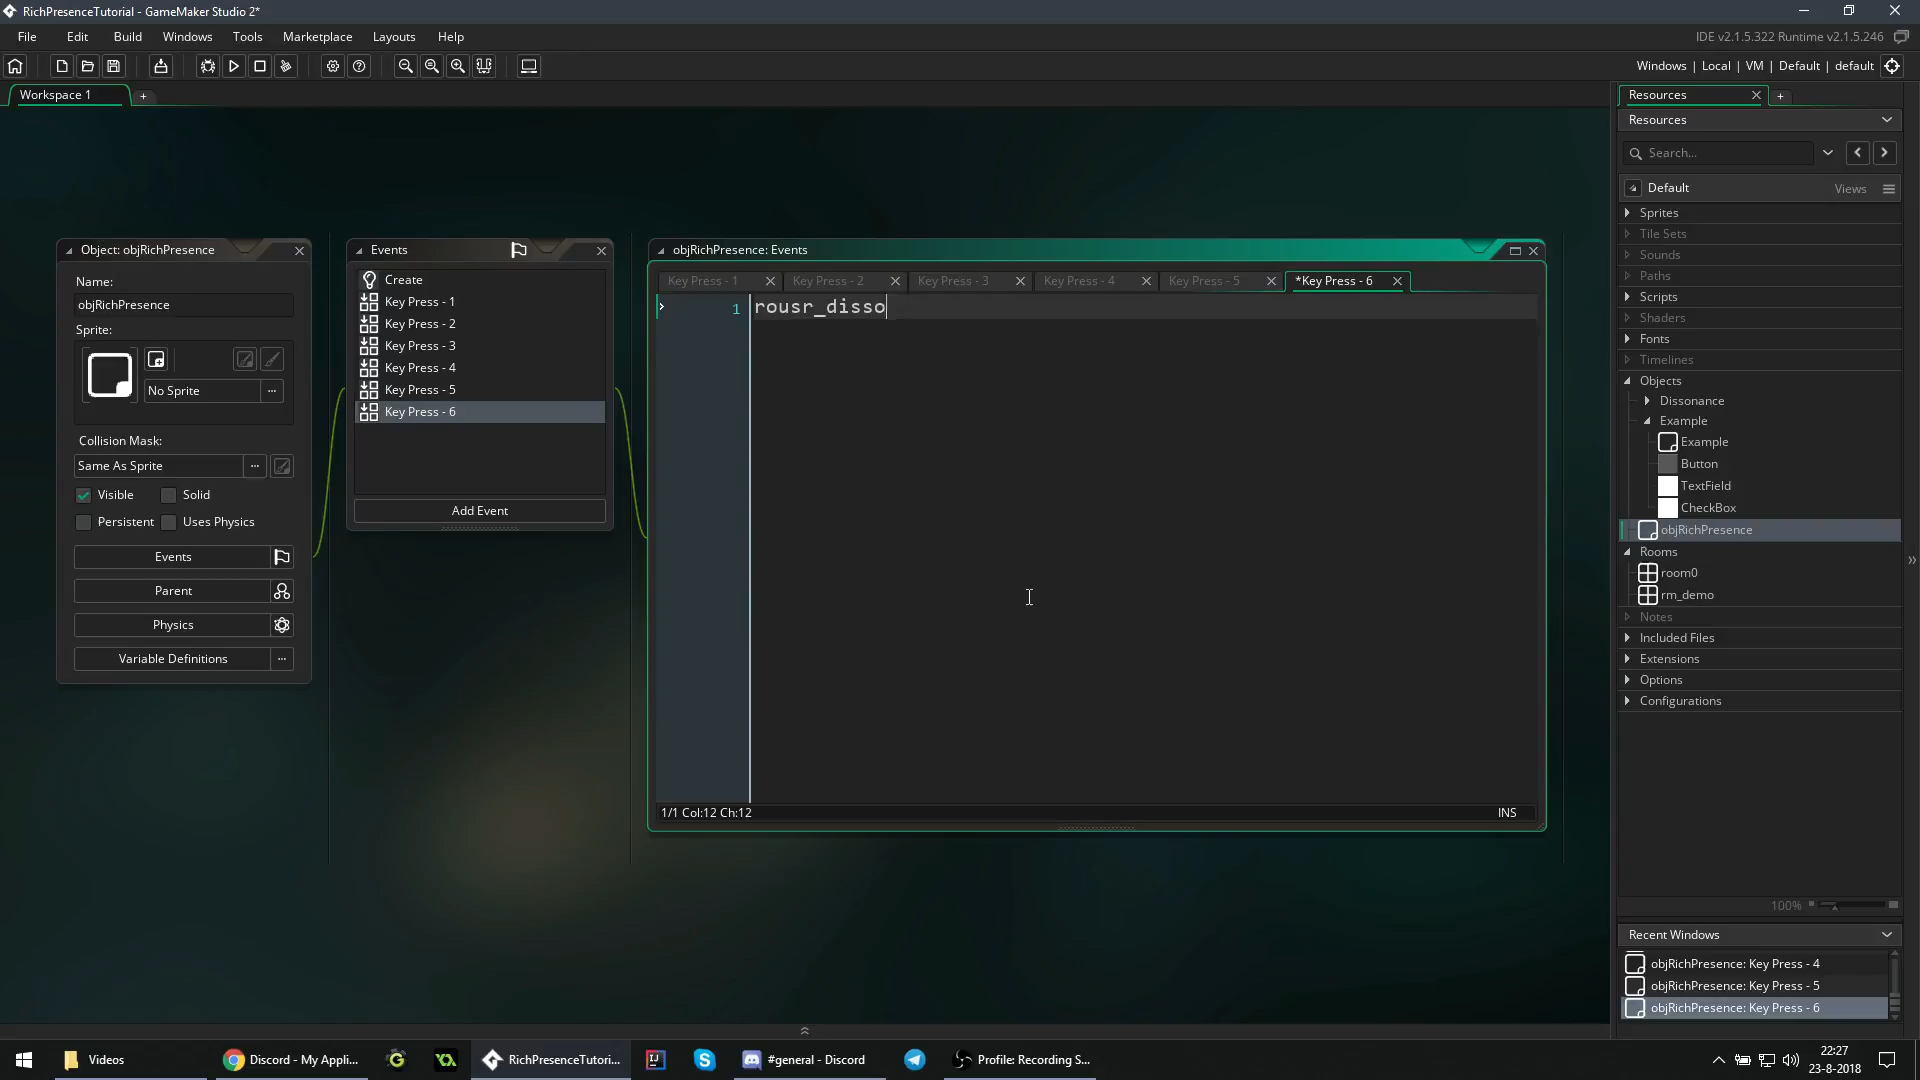 RichPresenceTutorial - GameMaker Studio 2*
File Edit Build Windows Tools Marketplace Layouts Help
IDE v2.1.5.322 Runtime v2.1.5.246
Windows | Local | VM | Default | default
Workspace 1
Resources
Resources
Search...
Default Views
Sprites
Tile Sets
Sounds
Paths
Scripts
Shaders
Fonts
Timelines
Objects
Dissonance
Example
Example
Button
TextField
CheckBox
objRichPresence
Rooms
room0
rm_demo
Notes
Included Files
Extensions
Options
Configurations
100%
Recent Windows
objRichPresence: Key Press - 4
objRichPresence: Key Press - 5
objRichPresence: Key Press - 6
Object: objRichPresence
Name:
objRichPresence
Sprite:
No Sprite
Collision Mask:
Same As Sprite
Visible Solid
Persistent Uses Physics
Events
Parent
Physics
Variable Definitions
Events
Create
Key Press - 1
Key Press - 2
Key Press - 3
Key Press - 4
Key Press - 5
Key Press - 6
Add Event
objRichPresence: Events
Key Press - 1 Key Press - 2 Key Press - 3 Key Press - 4 Key Press - 5 *Key Press - 6
1 rousr_disso
1/1 Col:12 Ch:12 INS
Videos
Discord - My Appli...
RichPresenceTutori...
#general - Discord
Profile: Recording S...
22:27
23-8-2018